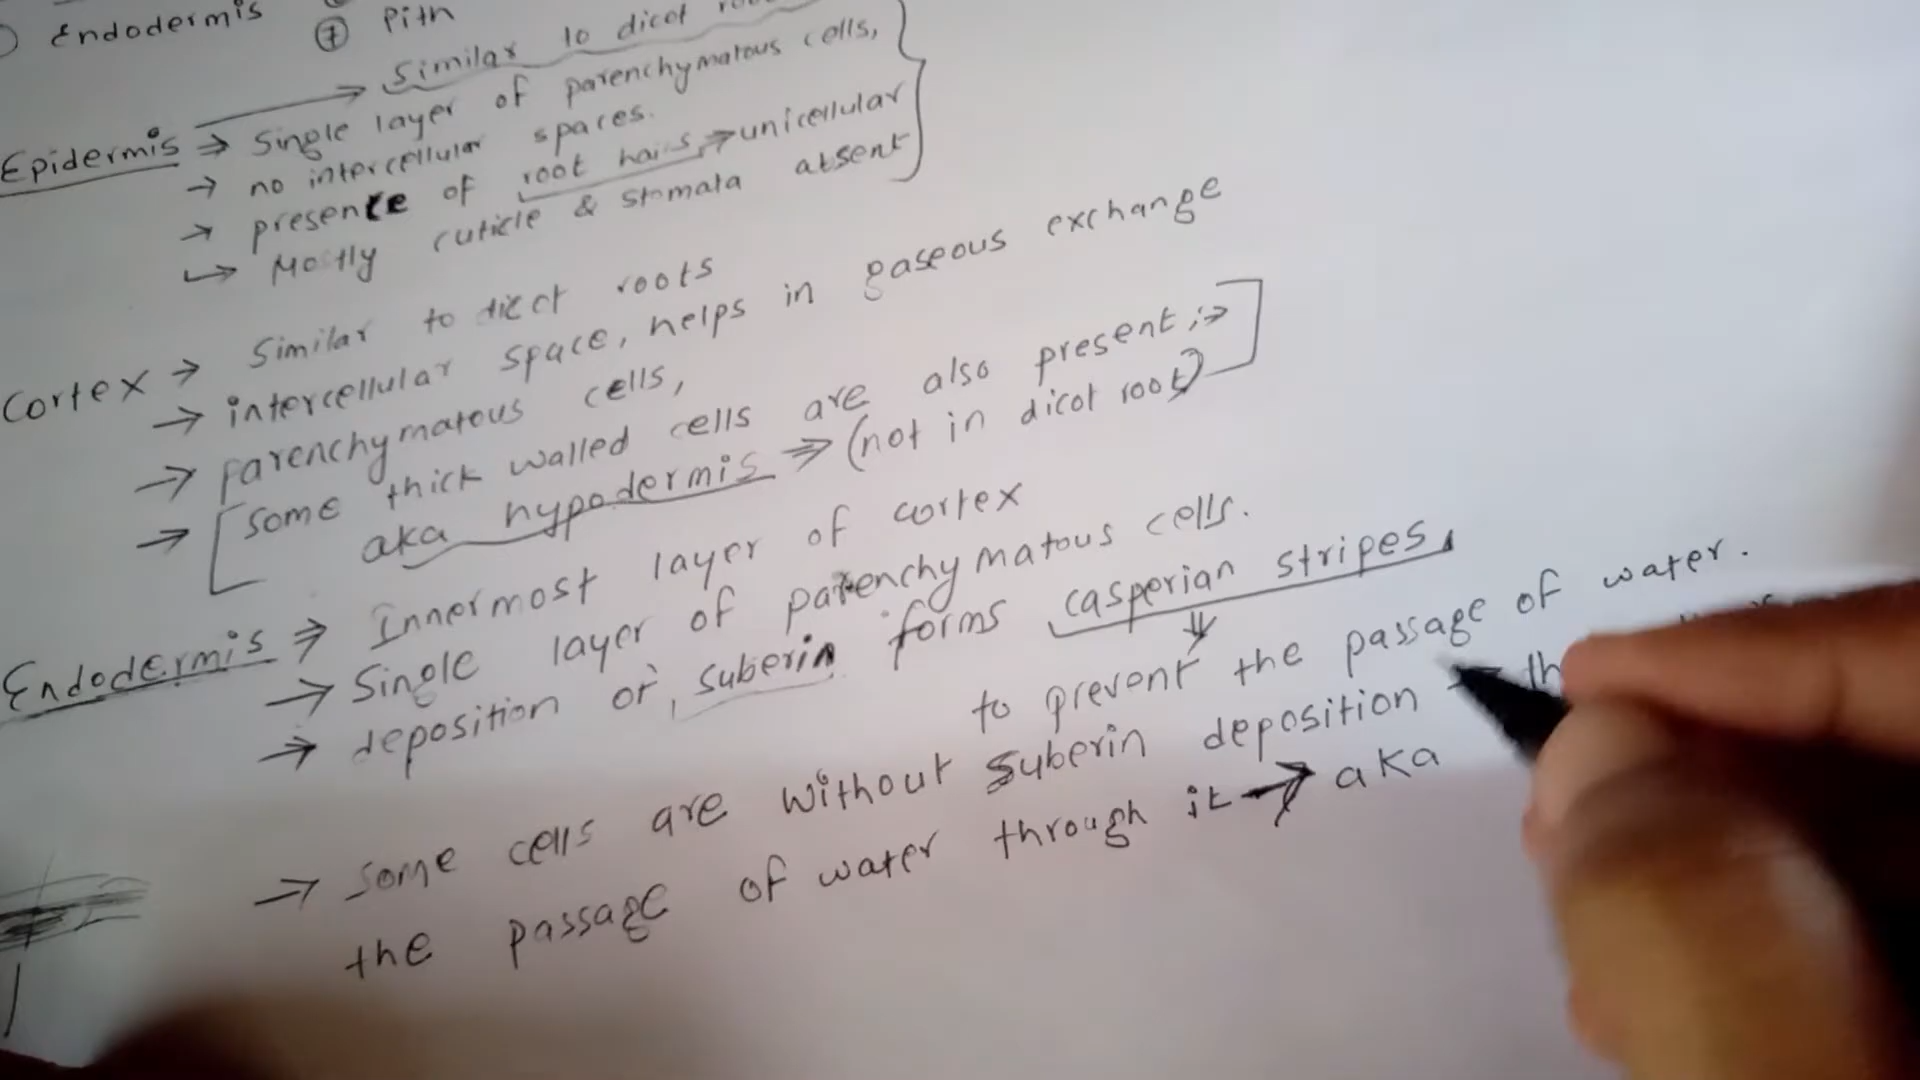 Endodermis
⑦ Pith
→ Similar to dicot
Epidermis → Single layer of parenchymatous cells,
→ no intercellular spaces.
→ presence of root hairs → unicellular
↳ Mostly cuticle & stomata absent
Cortex → Similar to dicot roots
→ intercellular space, helps in gaseous exchange
→ parenchymatous cells,
→ [some thick walled cells are also present, →]
aka hypodermis ⇒ (not in dicot root)
Endodermis ⇒ Innermost layer of cortex
→ Single layer of parenchymatous cells.
→ deposition of suberin forms casperian stripes,
to prevent the passage of water.
→ some cells are without suberin deposition
the passage of water through it → aka